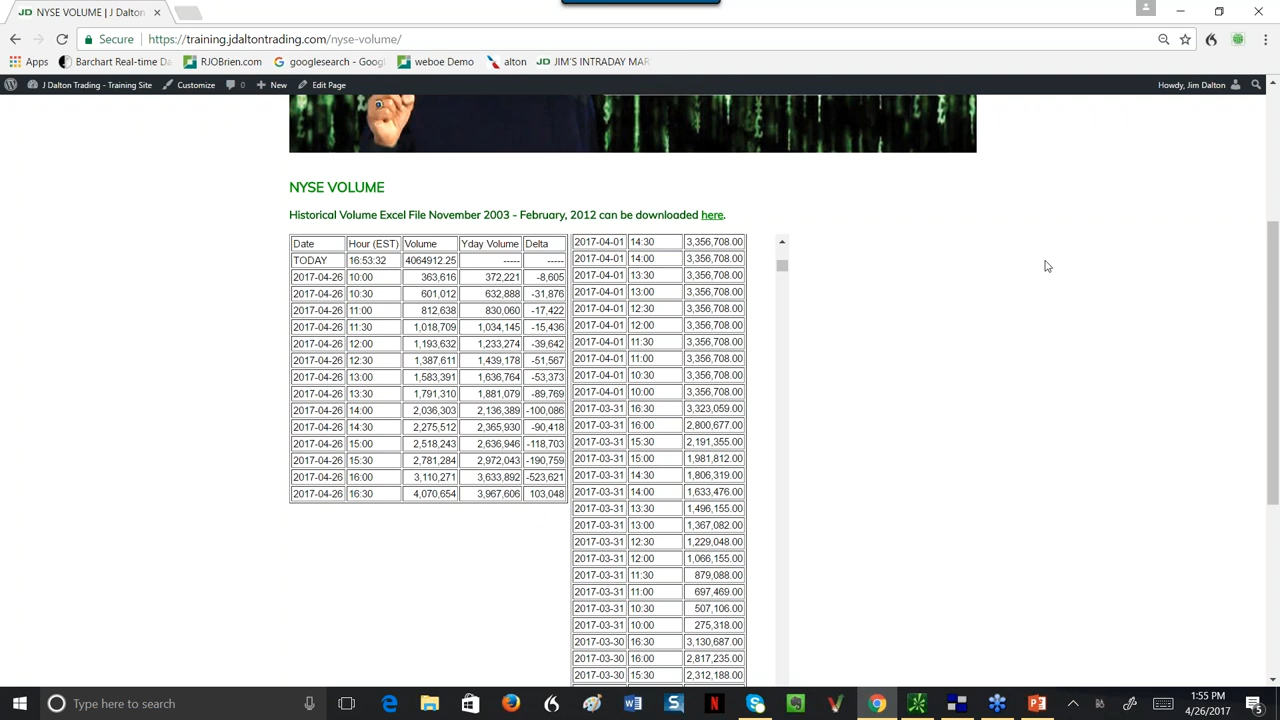 JD NYSE VOLUME | J Dalton
Secure https://training.jdaltontrading.com/nyse-volume/
Apps Barchart Real-time Da RJOBrien.com googlesearch - Googl weboe Demo alton JD JIM'S INTRADAY MAR
J Dalton Trading - Training Site Customize 0 New Edit Page Howdy, Jim Dalton
NYSE VOLUME
Historical Volume Excel File November 2003 - February, 2012 can be downloaded here.
Date Hour (EST) Volume Yday Volume Delta
TODAY 16:53:32 4064912.25 ----- -----
2017-04-26 10:00 363,616 372,221 -8,605
2017-04-26 10:30 601,012 632,888 -31,876
2017-04-26 11:00 812,638 830,060 -17,422
2017-04-26 11:30 1,018,709 1,034,145 -15,436
2017-04-26 12:00 1,193,632 1,233,274 -39,642
2017-04-26 12:30 1,387,611 1,439,178 -51,567
2017-04-26 13:00 1,583,391 1,636,764 -53,373
2017-04-26 13:30 1,791,310 1,881,079 -89,769
2017-04-26 14:00 2,036,303 2,136,389 -100,086
2017-04-26 14:30 2,275,512 2,365,930 -90,418
2017-04-26 15:00 2,518,243 2,636,946 -118,703
2017-04-26 15:30 2,781,284 2,972,043 -190,759
2017-04-26 16:00 3,110,271 3,633,892 -523,621
2017-04-26 16:30 4,070,654 3,967,606 103,048
2017-04-01 14:30 3,356,708.00
2017-04-01 14:00 3,356,708.00
2017-04-01 13:30 3,356,708.00
2017-04-01 13:00 3,356,708.00
2017-04-01 12:30 3,356,708.00
2017-04-01 12:00 3,356,708.00
2017-04-01 11:30 3,356,708.00
2017-04-01 11:00 3,356,708.00
2017-04-01 10:30 3,356,708.00
2017-04-01 10:00 3,356,708.00
2017-03-31 16:30 3,323,059.00
2017-03-31 16:00 2,800,677.00
2017-03-31 15:30 2,191,355.00
2017-03-31 15:00 1,981,812.00
2017-03-31 14:30 1,806,319.00
2017-03-31 14:00 1,633,476.00
2017-03-31 13:30 1,496,155.00
2017-03-31 13:00 1,367,082.00
2017-03-31 12:30 1,229,048.00
2017-03-31 12:00 1,066,155.00
2017-03-31 11:30 879,088.00
2017-03-31 11:00 697,469.00
2017-03-31 10:30 507,106.00
2017-03-31 10:00 275,318.00
2017-03-30 16:30 3,130,687.00
2017-03-30 16:00 2,817,235.00
2017-03-30 15:30 2,312,188.00
Type here to search
1:55 PM
4/26/2017
5